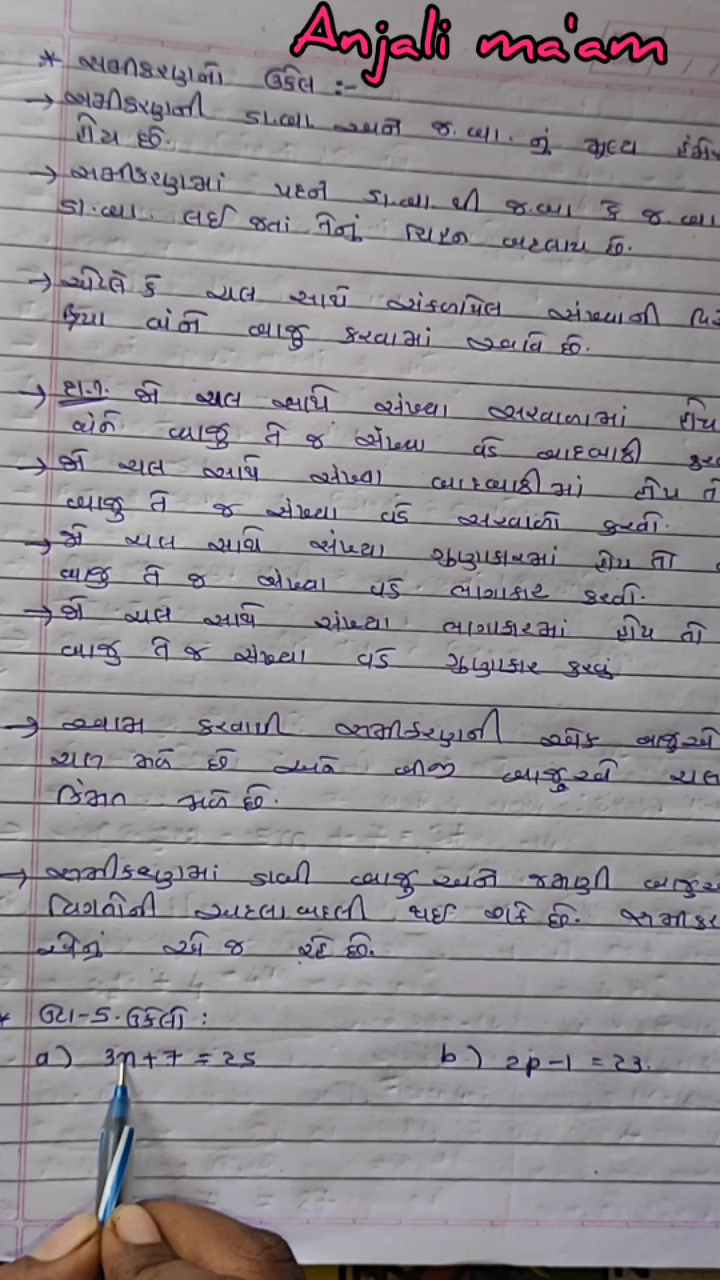 Anjali ma'am
* સમીકરણનો ઉકેલ :-
→ સમીકરણની ડા.બા. અને જ.બા. નું મુલ્ય
હોય છે.
→ સમીકરણમાં પદને ડા.બા. થી જ.બા કે જ.બા
ડા.બા. લઈ જતાં તેનું ચિહ્ન બદલાય છે.
→ એટલે કે ચલ સાથે સંકળાયેલ સંખ્યાની
ક્રિયા બંને બાજુ કરવામાં આવે છે.
→ દા.ત. જો ચલ સાથે સંખ્યા સરવાળામાં હોય
બંને બાજુ તે જ સંખ્યા વડે બાદબાકી
→ જો ચલ સાથે સંખ્યા બાદબાકીમાં હોય તો
બાજુ તે જ સંખ્યા વડે સરવાળો કરવો.
→ જો ચલ સાથે સંખ્યા ગુણાકારમાં હોય તો
બાજુ તે જ સંખ્યા વડે ભાગાકાર કરવો.
→ જો ચલ સાથે સંખ્યા ભાગાકારમાં હોય તો
બાજુ તે જ સંખ્યા વડે ગુણાકાર કરવું
→ આમ કરવાથી સમીકરણની એક બાજુએ
ચલ મળે છે અને બીજી બાજુએ ચલ
કિંમત મળે છે.
→ સમીકરણમાં ડાબી બાજુ અને જમણી
વિગતોની અદલાબદલી થઈ શકે છે.
એનું એ જ રહે છે.
* ઉદા-5. ઉકેલો :
a) 3n+7 = 25 b) 2p-1 = 23.